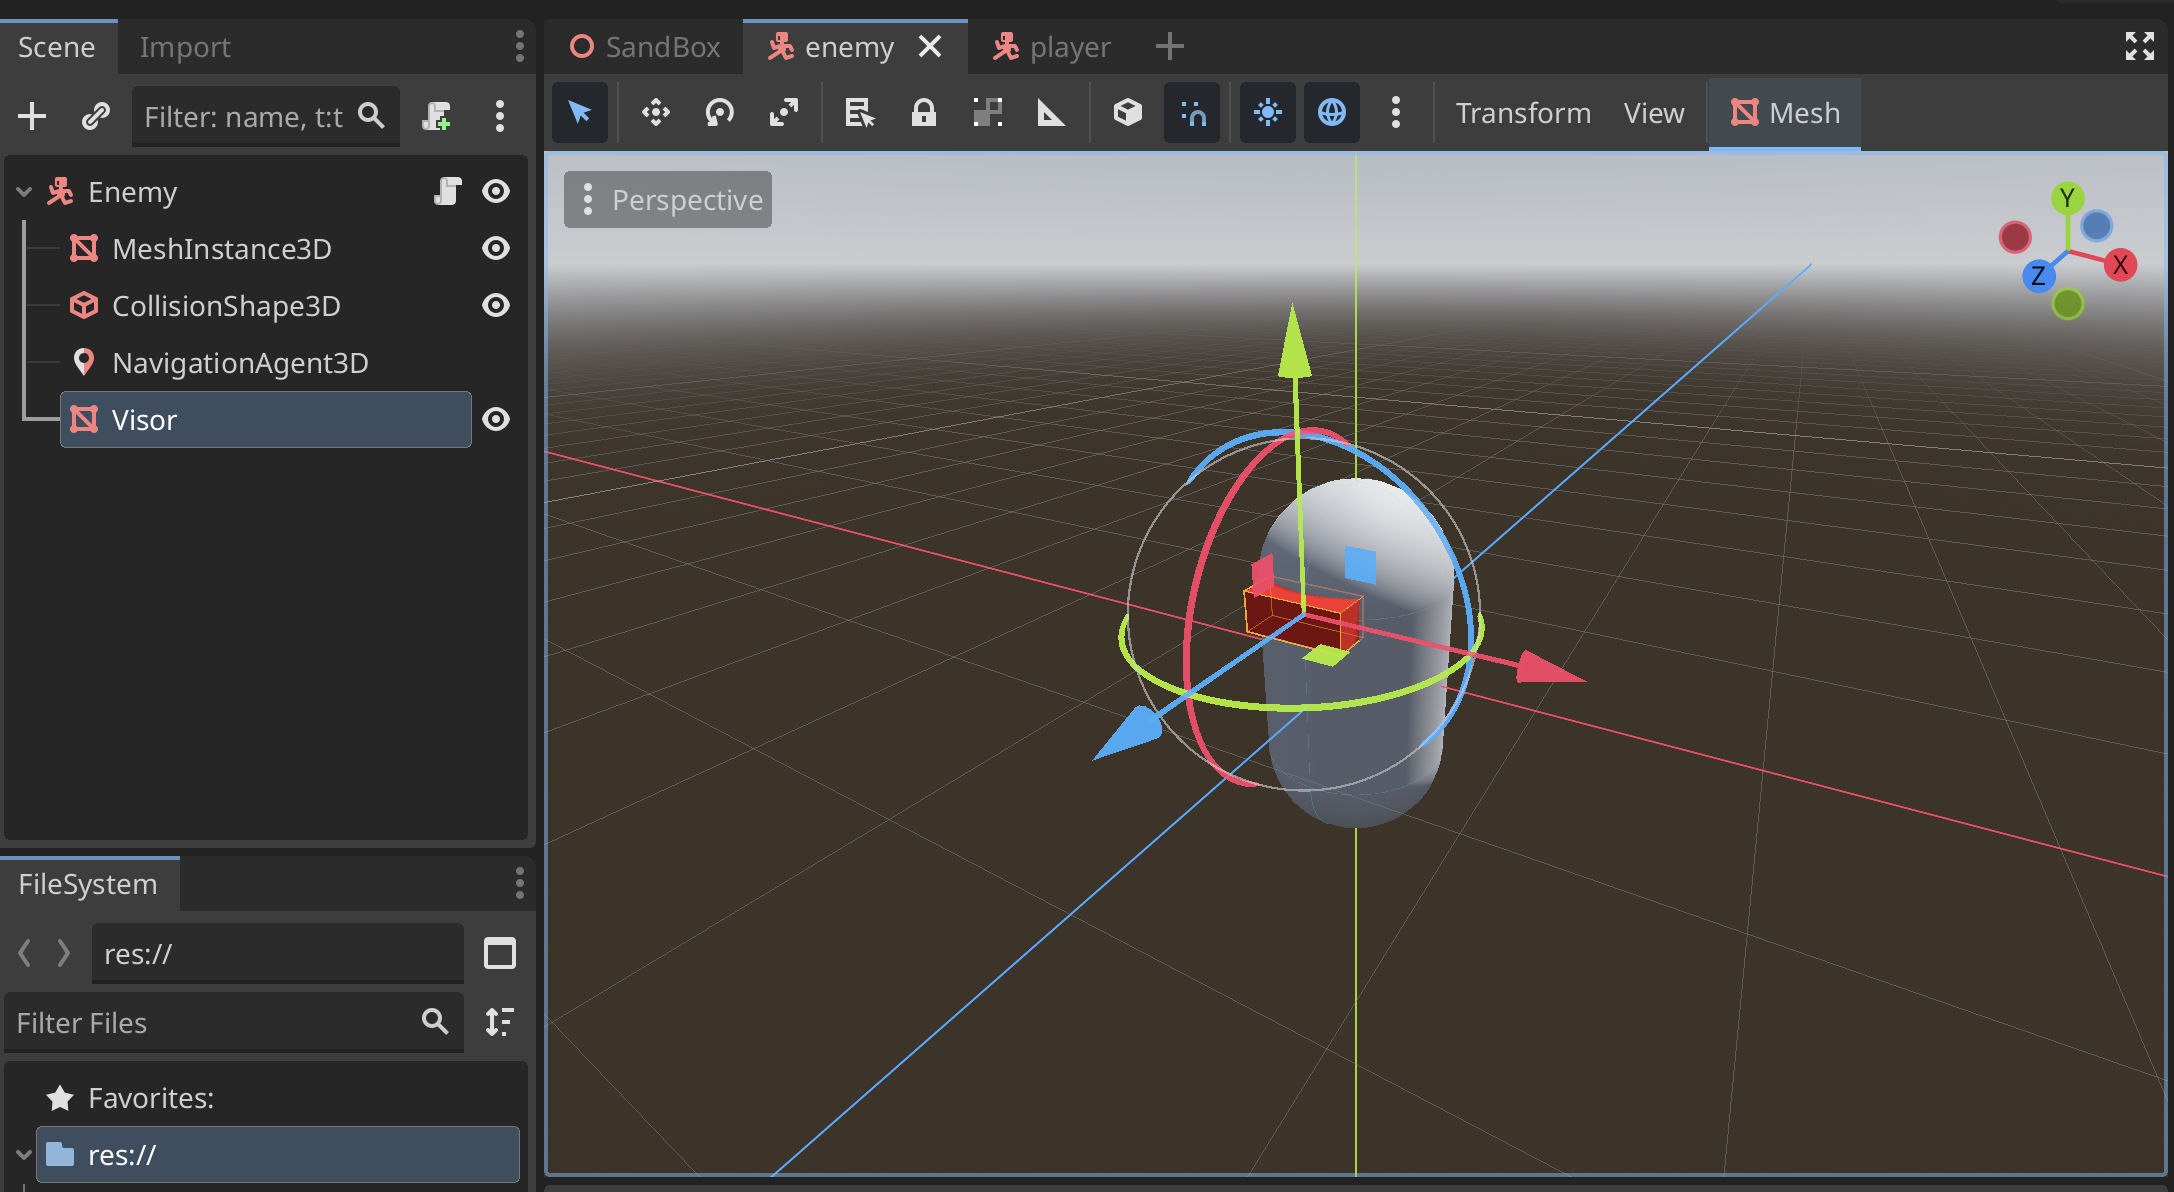 Scene Import
SandBox enemy player
Filter: name, t:t
Transform View Mesh
Enemy
MeshInstance3D
CollisionShape3D
NavigationAgent3D
Visor
Perspective
Y
X
Z
FileSystem
res://
Filter Files
Favorites:
res://